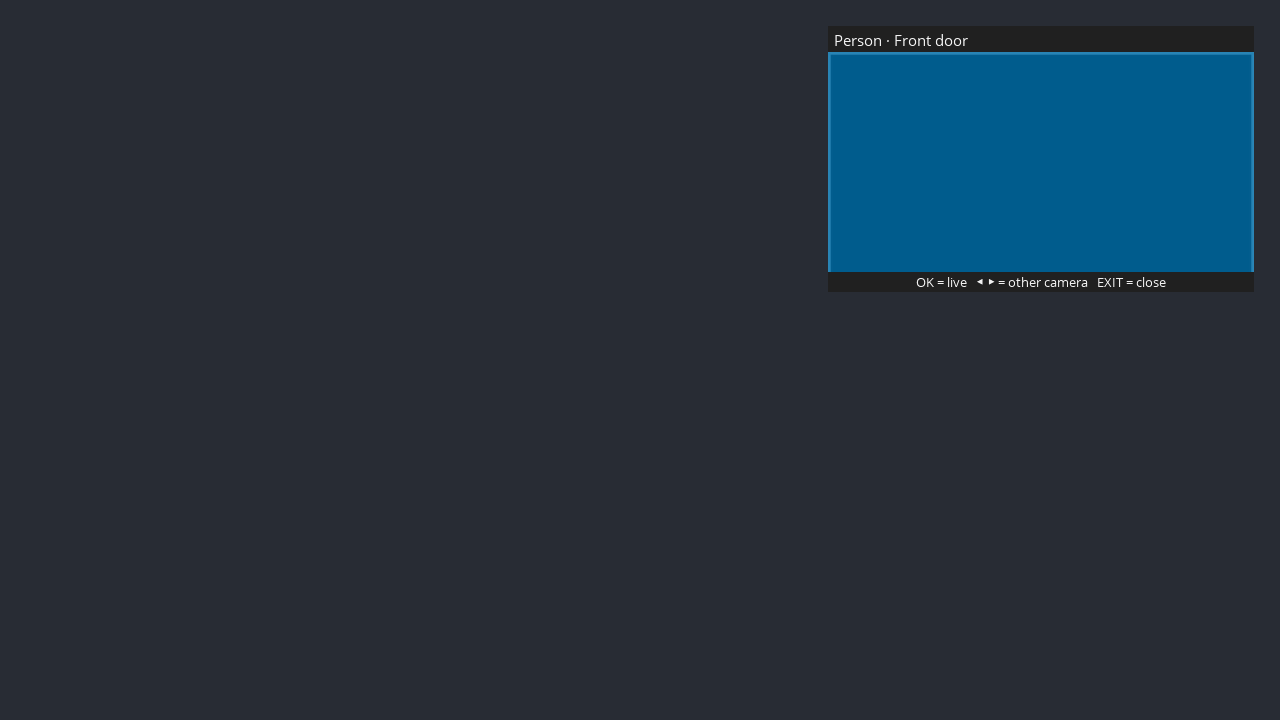 Person · Front door
OK = live ◂ ▸ = other camera EXIT = close